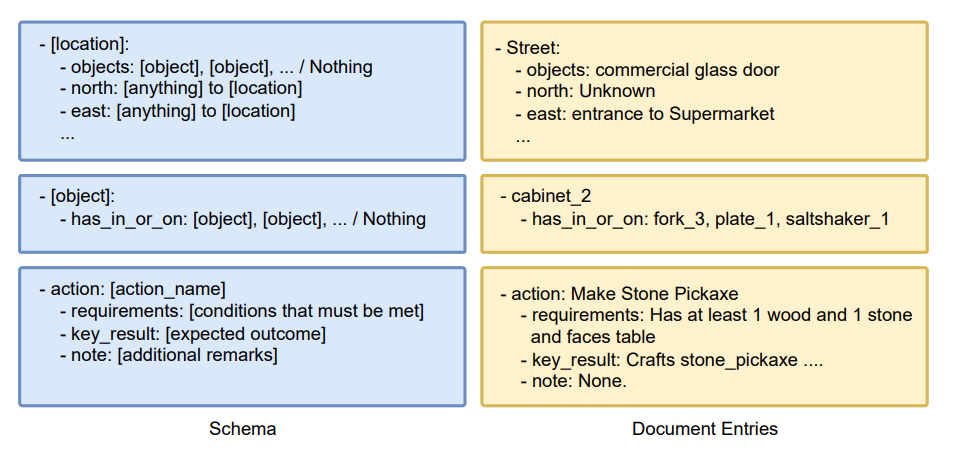 - [location]:
- objects: [object], [object], ... / Nothing
- north: [anything] to [location]
- east: [anything] to [location]
...
- Street:
- objects: commercial glass door
- north: Unknown
- east: entrance to Supermarket
...
- [object]:
- has_in_or_on: [object], [object], ... / Nothing
- cabinet_2
- has_in_or_on: fork_3, plate_1, saltshaker_1
- action: [action_name]
- requirements: [conditions that must be met]
- key_result: [expected outcome]
- note: [additional remarks]
- action: Make Stone Pickaxe
- requirements: Has at least 1 wood and 1 stone
and faces table
- key_result: Crafts stone_pickaxe ....
- note: None.
Schema
Document Entries